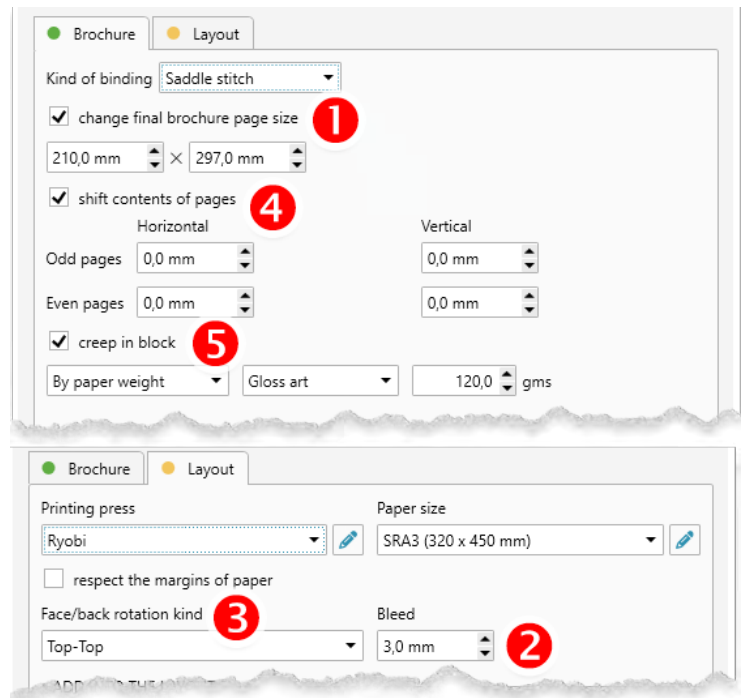 Brochure Layout
Kind of binding Saddle stitch
change final brochure page size 1
210,0 mm × 297,0 mm
shift contents of pages 4
Horizontal Vertical
Odd pages 0,0 mm 0,0 mm
Even pages 0,0 mm 0,0 mm
creep in block 5
By paper weight Gloss art 120,0 gms
Brochure Layout
Printing press Paper size
Ryobi SRA3 (320 x 450 mm)
respect the margins of paper
Face/back rotation kind 3 Bleed
Top-Top 3,0 mm 2